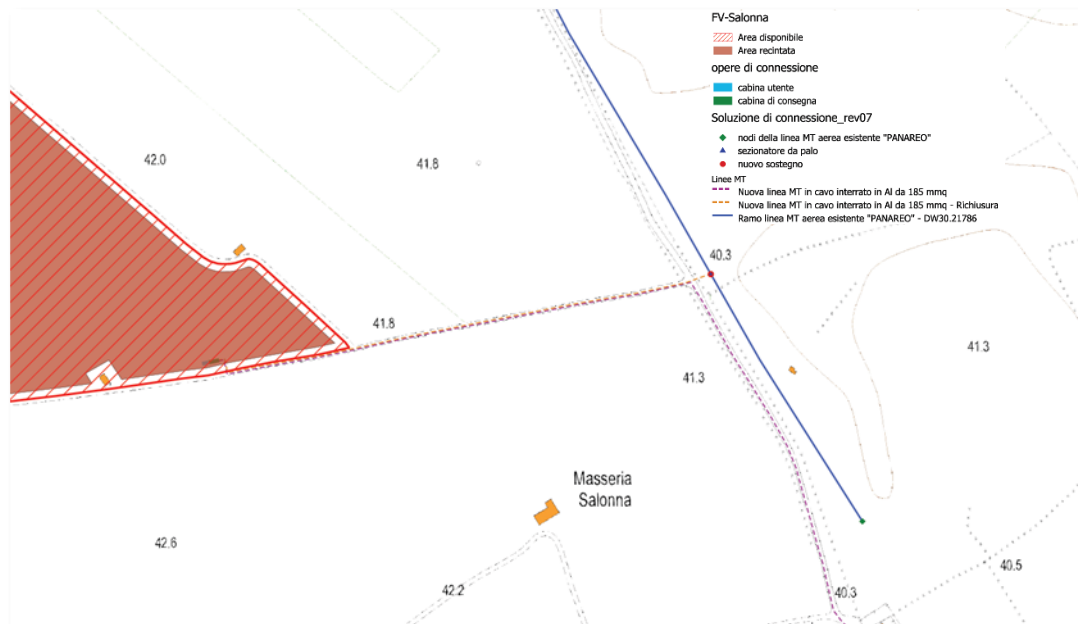 FV-Salonna
Area disponibile
Area recintata
opere di connessione
cabina utente
cabina di consegna
Soluzione di connessione_rev07
nodi della linea MT aerea esistente "PANAREO"
sezionatore da palo
nuovo sostegno
Linee MT
Nuova linea MT in cavo interrato in Al da 185 mmq
Nuova linea MT in cavo interrato in Al da 185 mmq - Richiusura
Ramo linea MT aerea esistente "PANAREO" - DW30.21786
42.0
41.8
40.3
41.8
41.3
41.3
Masseria
Salonna
42.6
42.2
40.3
40.5